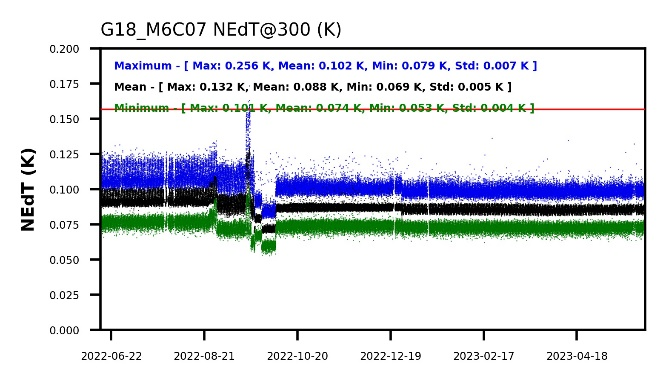 G18_M6C07 NEdT@300 (K)
Maximum - [ Max: 0.256 K, Mean: 0.102 K, Min: 0.079 K, Std: 0.007 K ]
Mean - [ Max: 0.132 K, Mean: 0.088 K, Min: 0.069 K, Std: 0.005 K ]
Minimum - [ Max: 0.101 K, Mean: 0.074 K, Min: 0.053 K, Std: 0.004 K ]
NEdT (K)
0.200
0.175
0.150
0.125
0.100
0.075
0.050
0.025
0.000
2022-06-22 2022-08-21 2022-10-20 2022-12-19 2023-02-17 2023-04-18